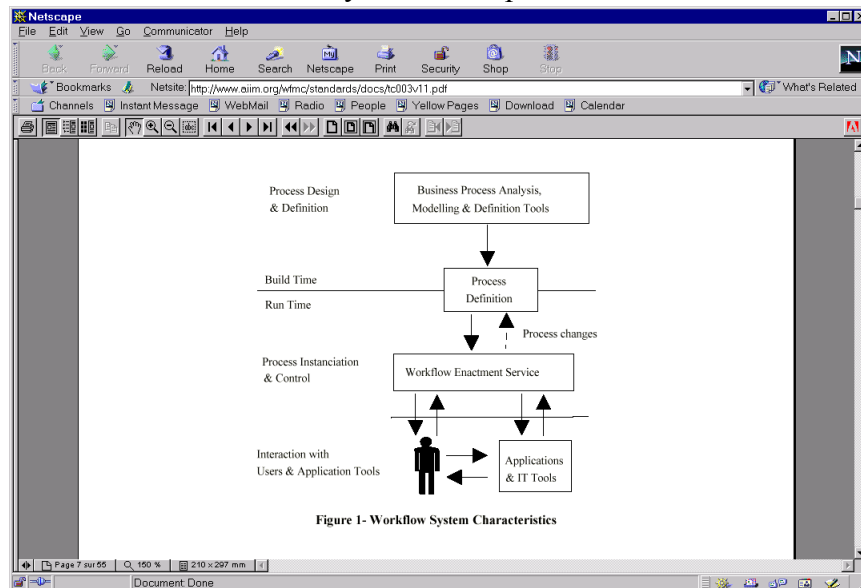 Netscape
File Edit View Go Communicator Help
Back Forward Reload Home Search Netscape Print Security Shop Stop
Bookmarks Netsite: http://www.aiim.org/wfmc/standards/docs/tc003v11.pdf What's Related
Channels Instant Message WebMail Radio People Yellow Pages Download Calendar
Process Design
& Definition
Business Process Analysis,
Modelling & Definition Tools
Build Time
Run Time
Process
Definition
Process changes
Process Instanciation
& Control
Workflow Enactment Service
Interaction with
Users & Application Tools
Applications
& IT Tools
Figure 1- Workflow System Characteristics
Page 7 sur 55 150 % 210 x 297 mm
Document: Done